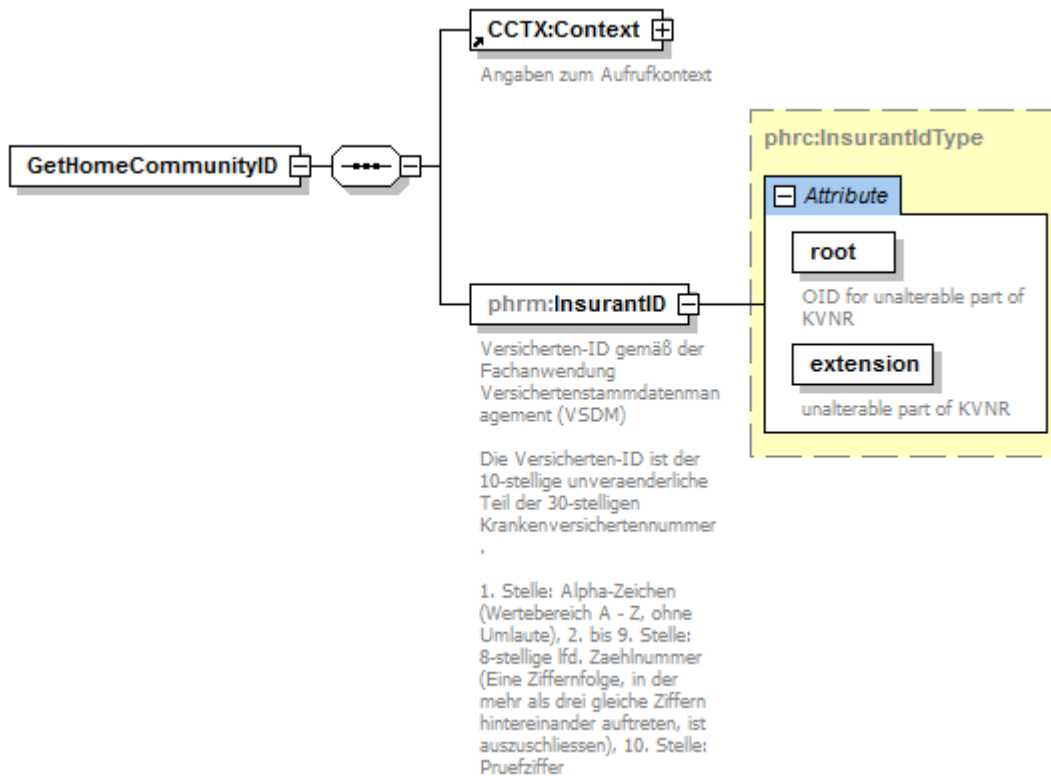 CCTX:Context
Angaben zum Aufrufkontext
GetHomeCommunityID
phrc:InsurantIdType
Attribute
root
OID for unalterable part of
KVNR
extension
unalterable part of KVNR
phrm:InsurantID
Versicherten-ID gemäß der
Fachanwendung
Versichertenstammdatenman
agement (VSDM)
Die Versicherten-ID ist der
10-stellige unveraenderliche
Teil der 30-stelligen
Krankenversichertennummer
.
1. Stelle: Alpha-Zeichen
(Wertebereich A - Z, ohne
Umlaute), 2. bis 9. Stelle:
8-stellige lfd. Zaehlnummer
(Eine Ziffernfolge, in der
mehr als drei gleiche Ziffern
hintereinander auftreten, ist
auszuschliessen), 10. Stelle:
Pruefziffer